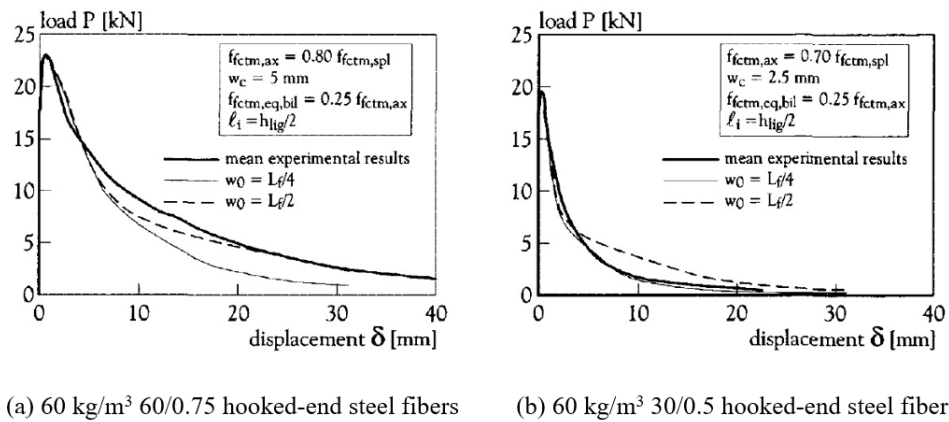 load P [kN]
25
20
15
10
5
0
f_fctm,ax = 0.80 f_fctm,spl
w_c = 5 mm
f_fctm,eq,bil = 0.25 f_fctm,ax
ℓ_i = h_lig/2
mean experimental results
w_0 = L_f/4
w_0 = L_f/2
0 10 20 30 40
displacement δ [mm]
(a) 60 kg/m³ 60/0.75 hooked-end steel fibers
load P [kN]
25
20
15
10
5
0
f_fctm,ax = 0.70 f_fctm,spl
w_c = 2.5 mm
f_fctm,eq,bil = 0.25 f_fctm,ax
ℓ_i = h_lig/2
mean experimental results
w_0 = L_f/4
w_0 = L_f/2
0 10 20 30 40
displacement δ [mm]
(b) 60 kg/m³ 30/0.5 hooked-end steel fiber